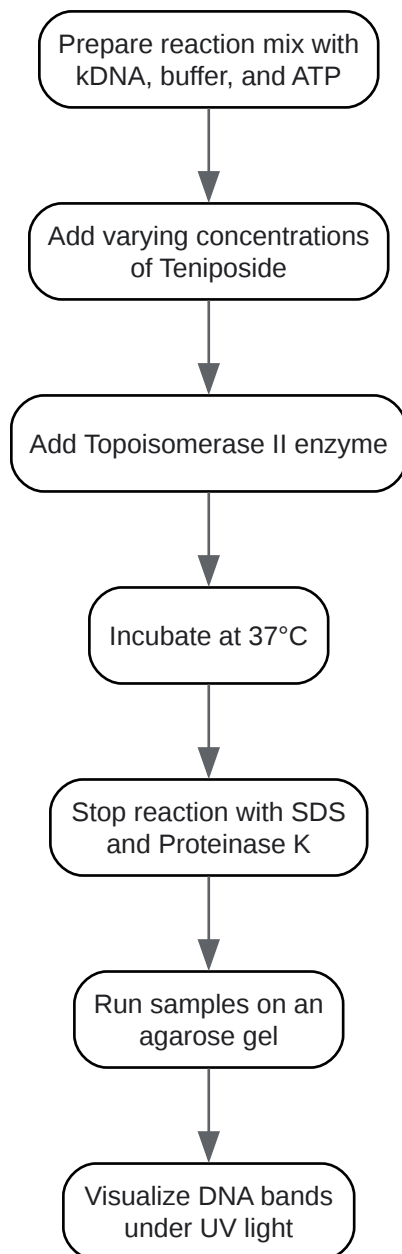 Prepare reaction mix with
kDNA, buffer, and ATP
Add varying concentrations
of Teniposide
Add Topoisomerase II enzyme
Incubate at 37°C
Stop reaction with SDS
and Proteinase K
Run samples on an
agarose gel
Visualize DNA bands
under UV light